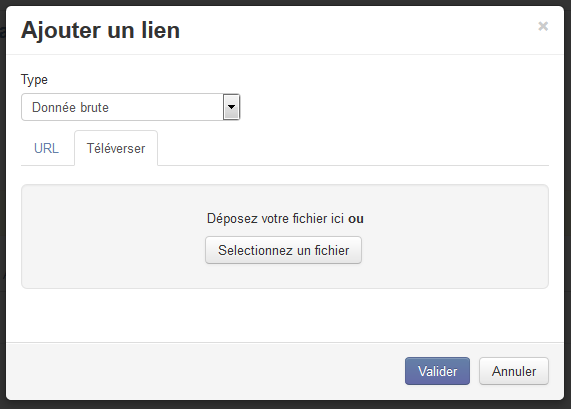 Ajouter un lien ×
Type
Donnée brute
URL Téléverser
Déposez votre fichier ici ou
Selectionnez un fichier
Valider Annuler